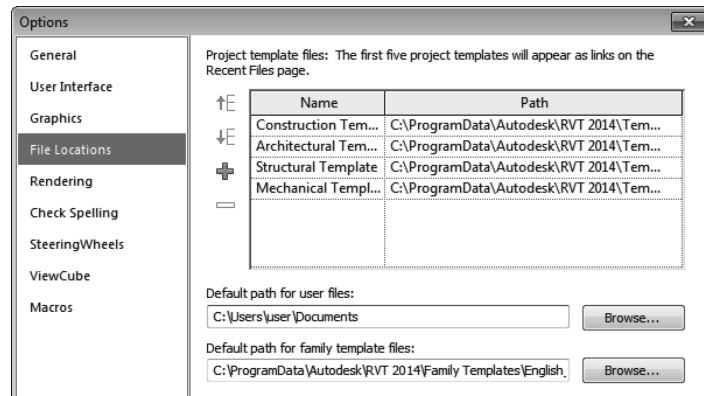 Options
General
User Interface
Graphics
File Locations
Rendering
Check Spelling
SteeringWheels
ViewCube
Macros
Project template files: The first five project templates will appear as links on the
Recent Files page.
Name Path
Construction Tem... C:\ProgramData\Autodesk\RVT 2014\Tem...
Architectural Tem... C:\ProgramData\Autodesk\RVT 2014\Tem...
Structural Template C:\ProgramData\Autodesk\RVT 2014\Tem...
Mechanical Templ... C:\ProgramData\Autodesk\RVT 2014\Tem...
Default path for user files:
C:\Users\user\Documents Browse...
Default path for family template files:
C:\ProgramData\Autodesk\RVT 2014\Family Templates\English_ Browse...